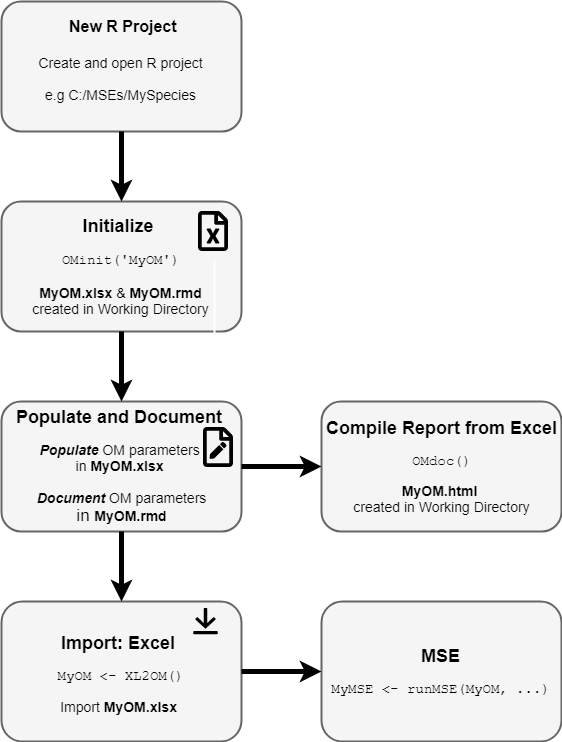 New R Project
Create and open R project
e.g C:/MSEs/MySpecies
Initialize
X
OMinit('MyOM')
MyOM.xlsx & MyOM.rmd
created in Working Directory
Populate and Document
Populate OM parameters
in MyOM.xlsx
Document OM parameters
in MyOM.rmd
Compile Report from Excel
OMdoc()
MyOM.html
created in Working Directory
Import: Excel
MyOM <- XL2OM()
Import MyOM.xlsx
MSE
MyMSE <- runMSE(MyOM, ...)